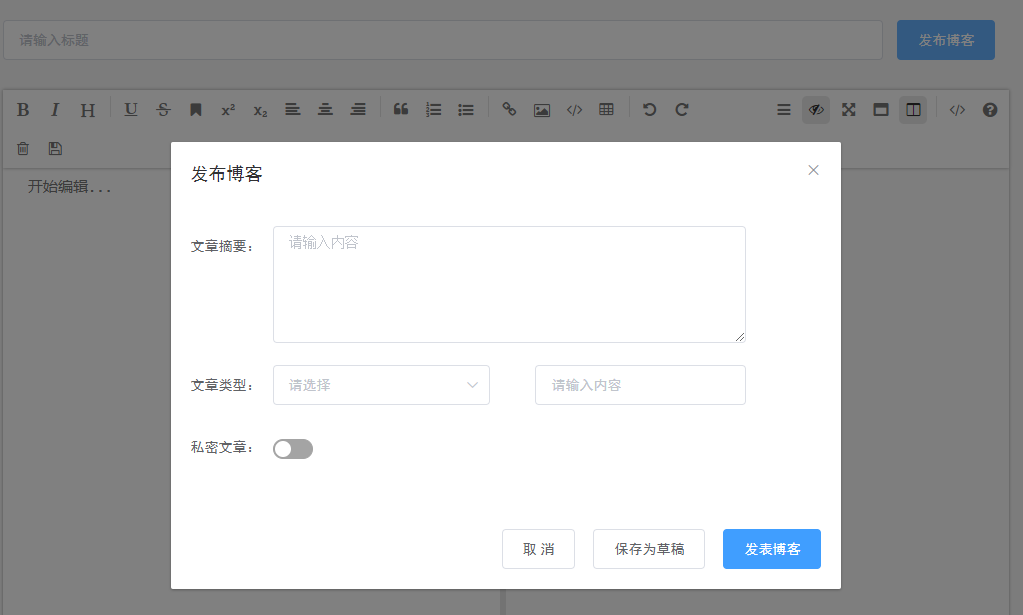 请输入标题
发布博客
B I H U S x² x₂
开始编辑...
发布博客
文章摘要：
请输入内容
文章类型：
请选择
请输入内容
私密文章：
取 消
保存为草稿
发表博客